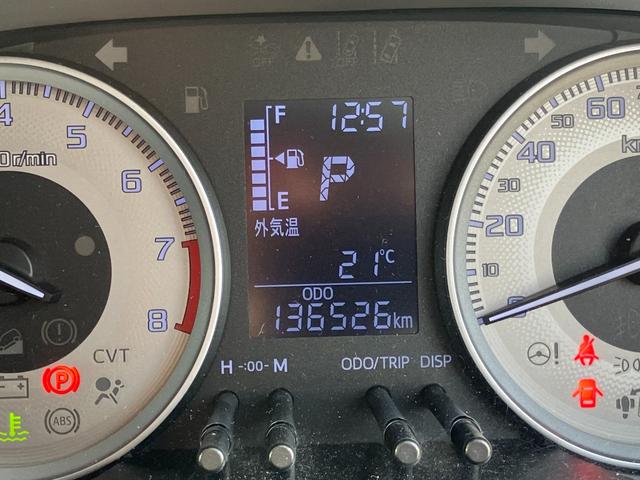 OFF
OFF
4
5
6
7
8
r/min
F
12:57
E
P
外気温
21℃
ODO
136526km
H -:00- M
ODO/TRIP DISP
CVT
P
ABS
0
10
20
30
40
50
60
km